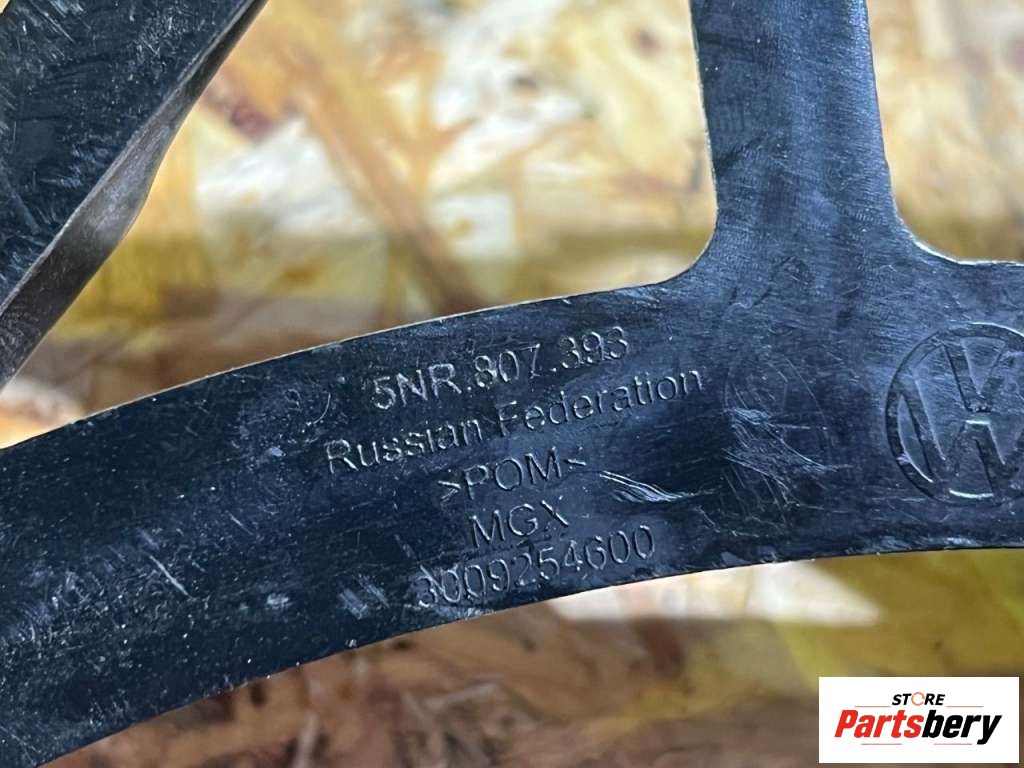 5NR.807.393
Russian Federation
>POM<
MGX
3009254600
STORE
Partsbery